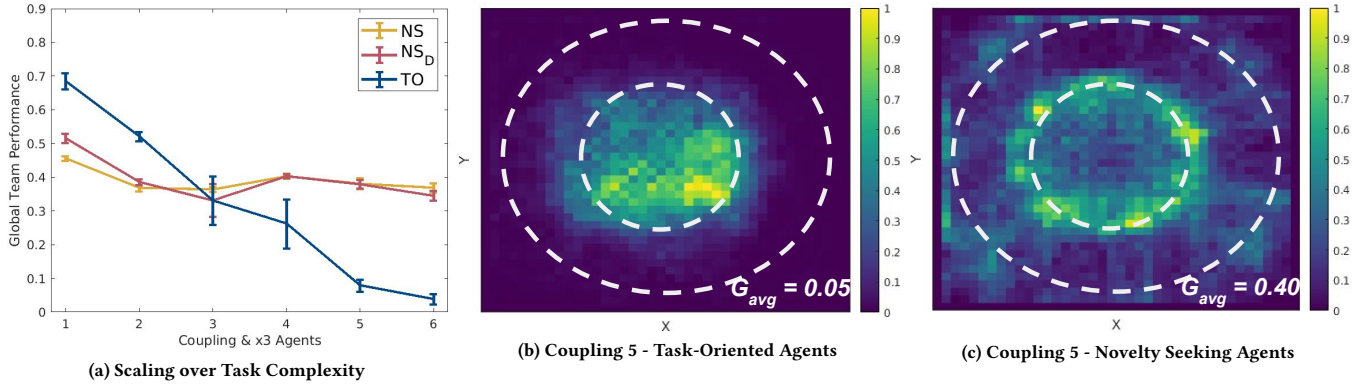 0.9
0.8
0.7
0.6
0.5
0.4
0.3
0.2
0.1
0
Global Team Performance
NS
NS_D
TO
1 2 3 4 5 6
Coupling & x3 Agents
(a) Scaling over Task Complexity
Y
G_avg = 0.05
X
1
0.9
0.8
0.7
0.6
0.5
0.4
0.3
0.2
0.1
0
(b) Coupling 5 - Task-Oriented Agents
Y
G_avg = 0.40
X
1
0.9
0.8
0.7
0.6
0.5
0.4
0.3
0.2
0.1
0
(c) Coupling 5 - Novelty Seeking Agents